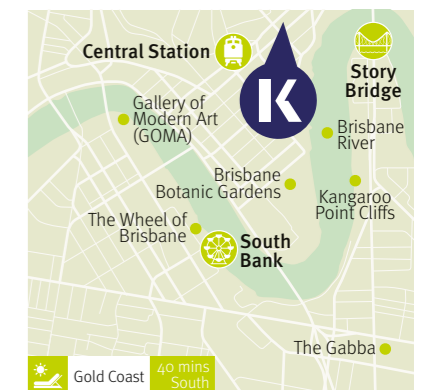 Central Station
K
Story
Bridge
Gallery of
Modern Art
(GOMA)
Brisbane
River
Brisbane
Botanic Gardens
Kangaroo
Point Cliffs
The Wheel of
Brisbane
South
Bank
The Gabba
Gold Coast
40 mins
South